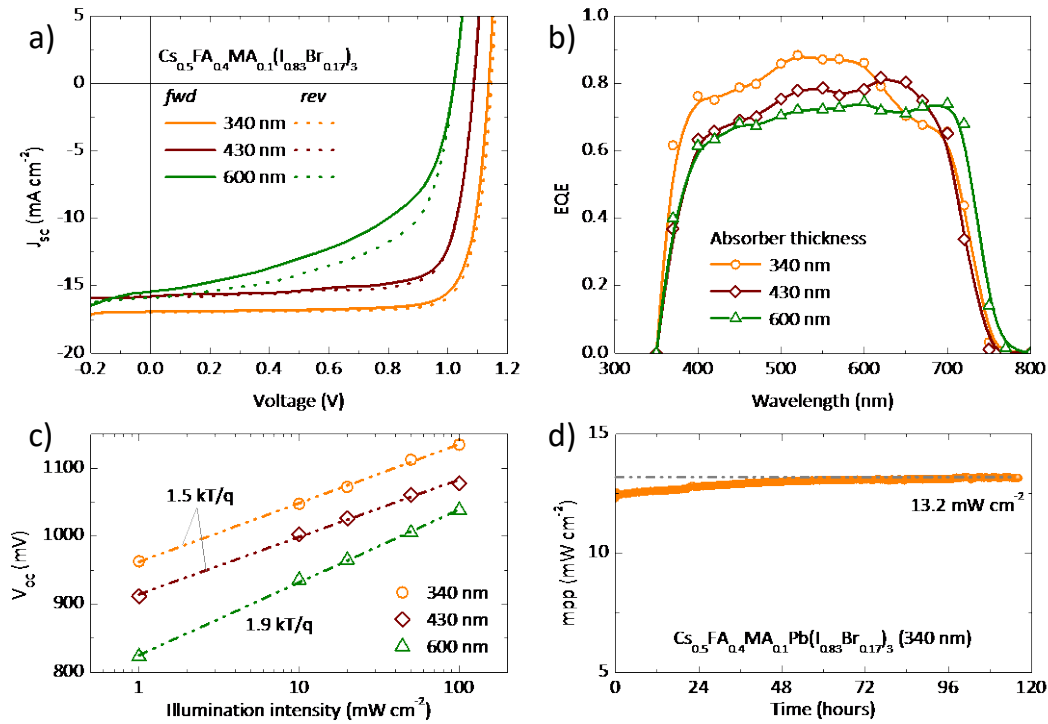 a)
Cs0.5FA0.4MA0.1(I0.83Br0.17)3
fwd rev
340 nm
430 nm
600 nm
Jsc (mA cm-2)
5
0
-5
-10
-15
-20
-0.2 0.0 0.2 0.4 0.6 0.8 1.0 1.2
Voltage (V)
b)
EQE
1.0
0.8
0.6
0.4
0.2
0.0
Absorber thickness
340 nm
430 nm
600 nm
300 400 500 600 700 800
Wavelength (nm)
c)
Voc (mV)
1100
1000
900
800
1.5 kT/q
1.9 kT/q
340 nm
430 nm
600 nm
1 10 100
Illumination intensity (mW cm-2)
d)
mpp (mW cm-2)
15
10
5
13.2 mW cm-2
Cs0.5FA0.4MA0.1Pb(I0.83Br0.17)3 (340 nm)
0 24 48 72 96 120
Time (hours)